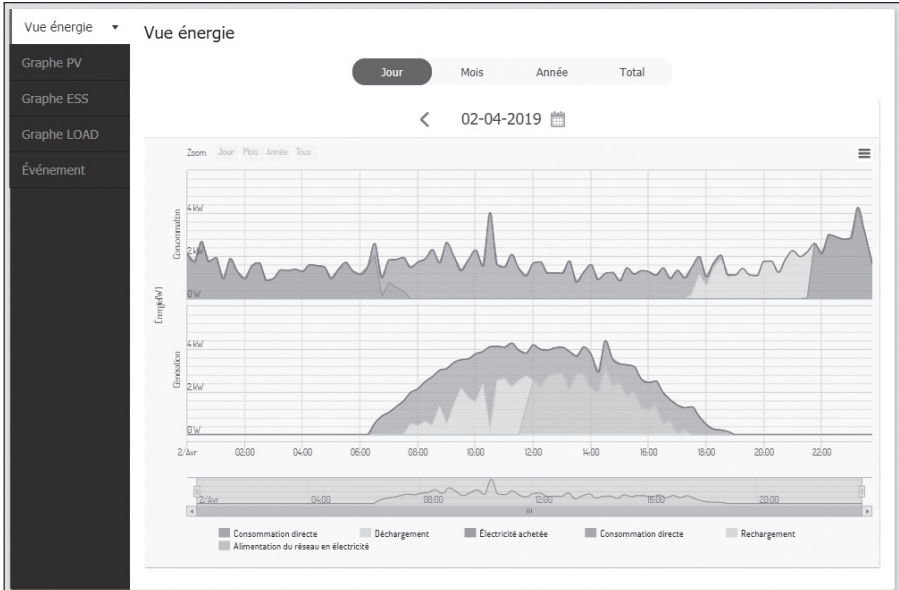 Vue énergie ▼
Graphe PV
Graphe ESS
Graphe LOAD
Événement
Vue énergie
Jour Mois Année Total
02-04-2019
Zoom Jour Mois Année Tous
Énergie[W]
Consommation
4 kW
2 kW
0 W
Génération
4 kW
2 kW
0 W
2/Avr 02:00 04:00 06:00 08:00 10:00 12:00 14:00 16:00 18:00 20:00 22:00
2/Avr 04:00 08:00 12:00 16:00 20:00
Consommation directe Déchargement Électricité achetée Consommation directe Rechargement
Alimentation du réseau en électricité